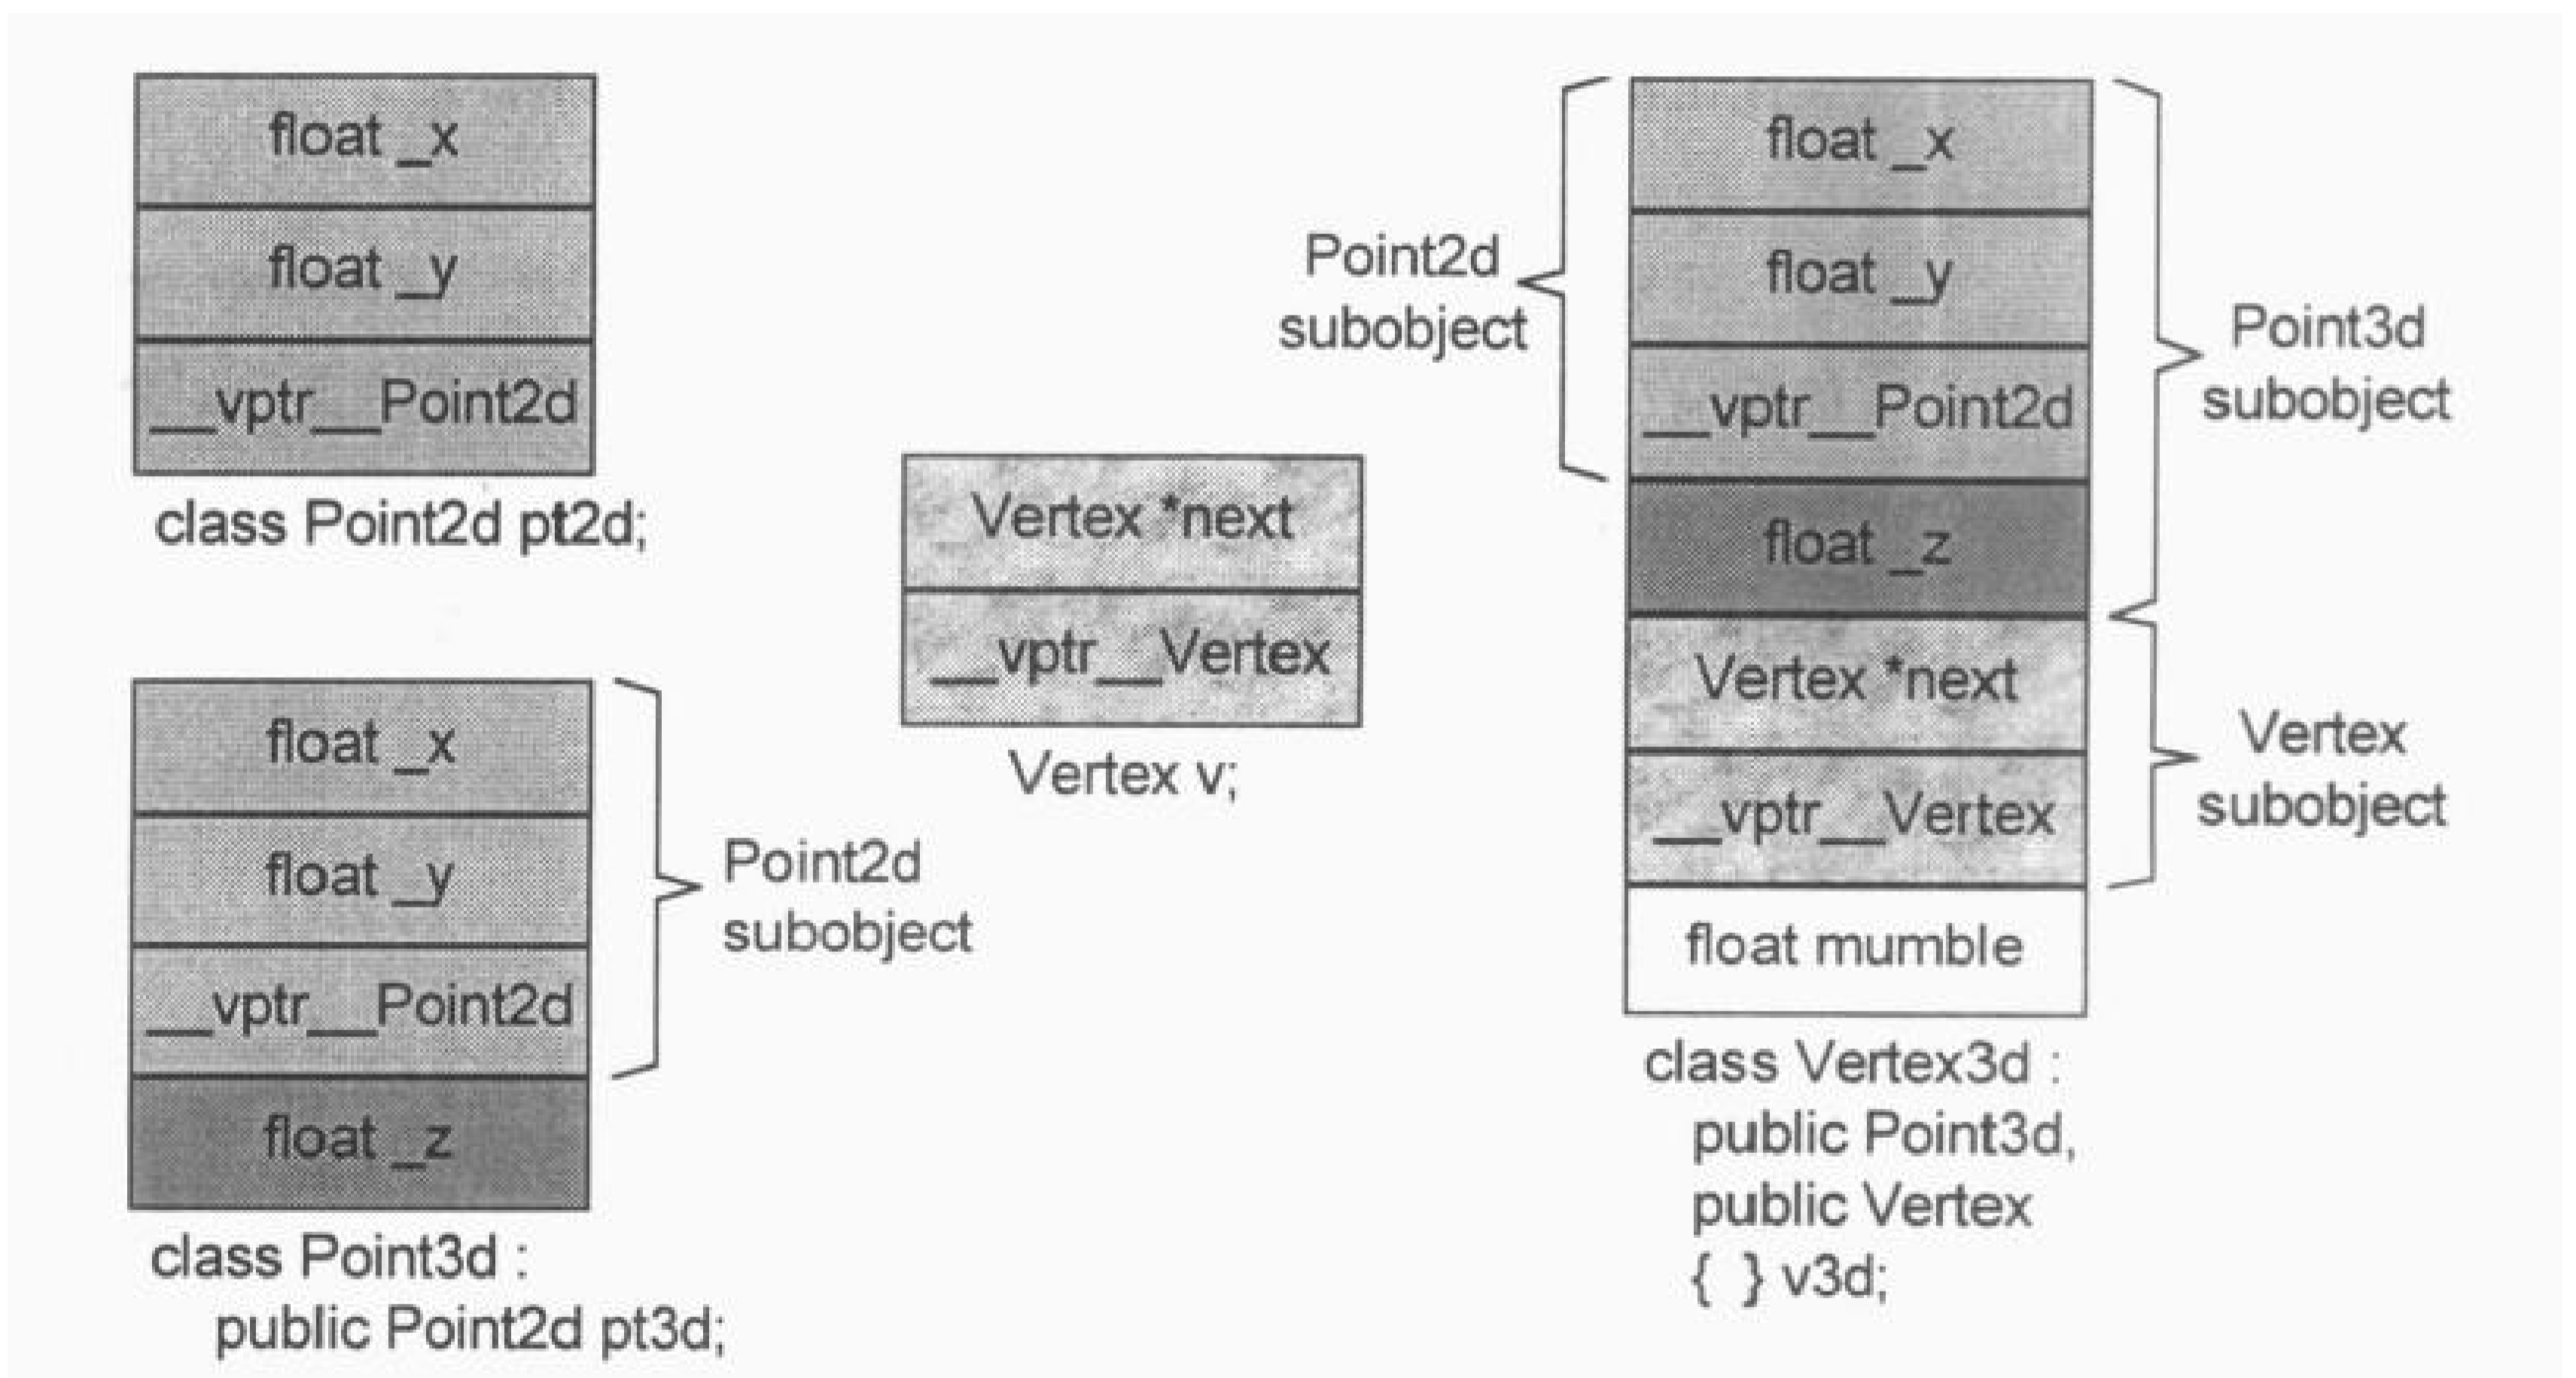 float _x
float _y
__vptr__Point2d
class Point2d pt2d;
float _x
float _y
__vptr__Point2d
float _z
Point2d
subobject
class Point3d :
public Point2d pt3d;
Vertex *next
__vptr__Vertex
Vertex v;
Point2d
subobject
float _x
float _y
__vptr__Point2d
float _z
Vertex *next
__vptr__Vertex
float mumble
Point3d
subobject
Vertex
subobject
class Vertex3d :
public Point3d,
public Vertex
{ } v3d;